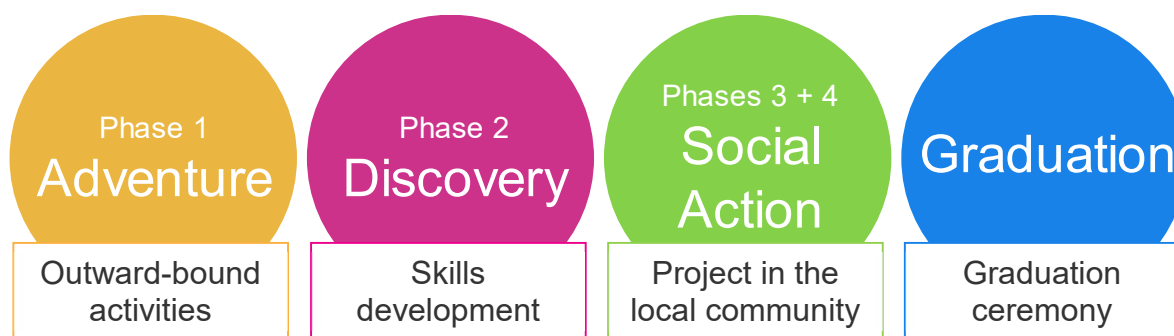 Phase 1
Adventure
Outward-bound
activities
Phase 2
Discovery
Skills
development
Phases 3 + 4
Social
Action
Project in the
local community
Graduation
Graduation
ceremony